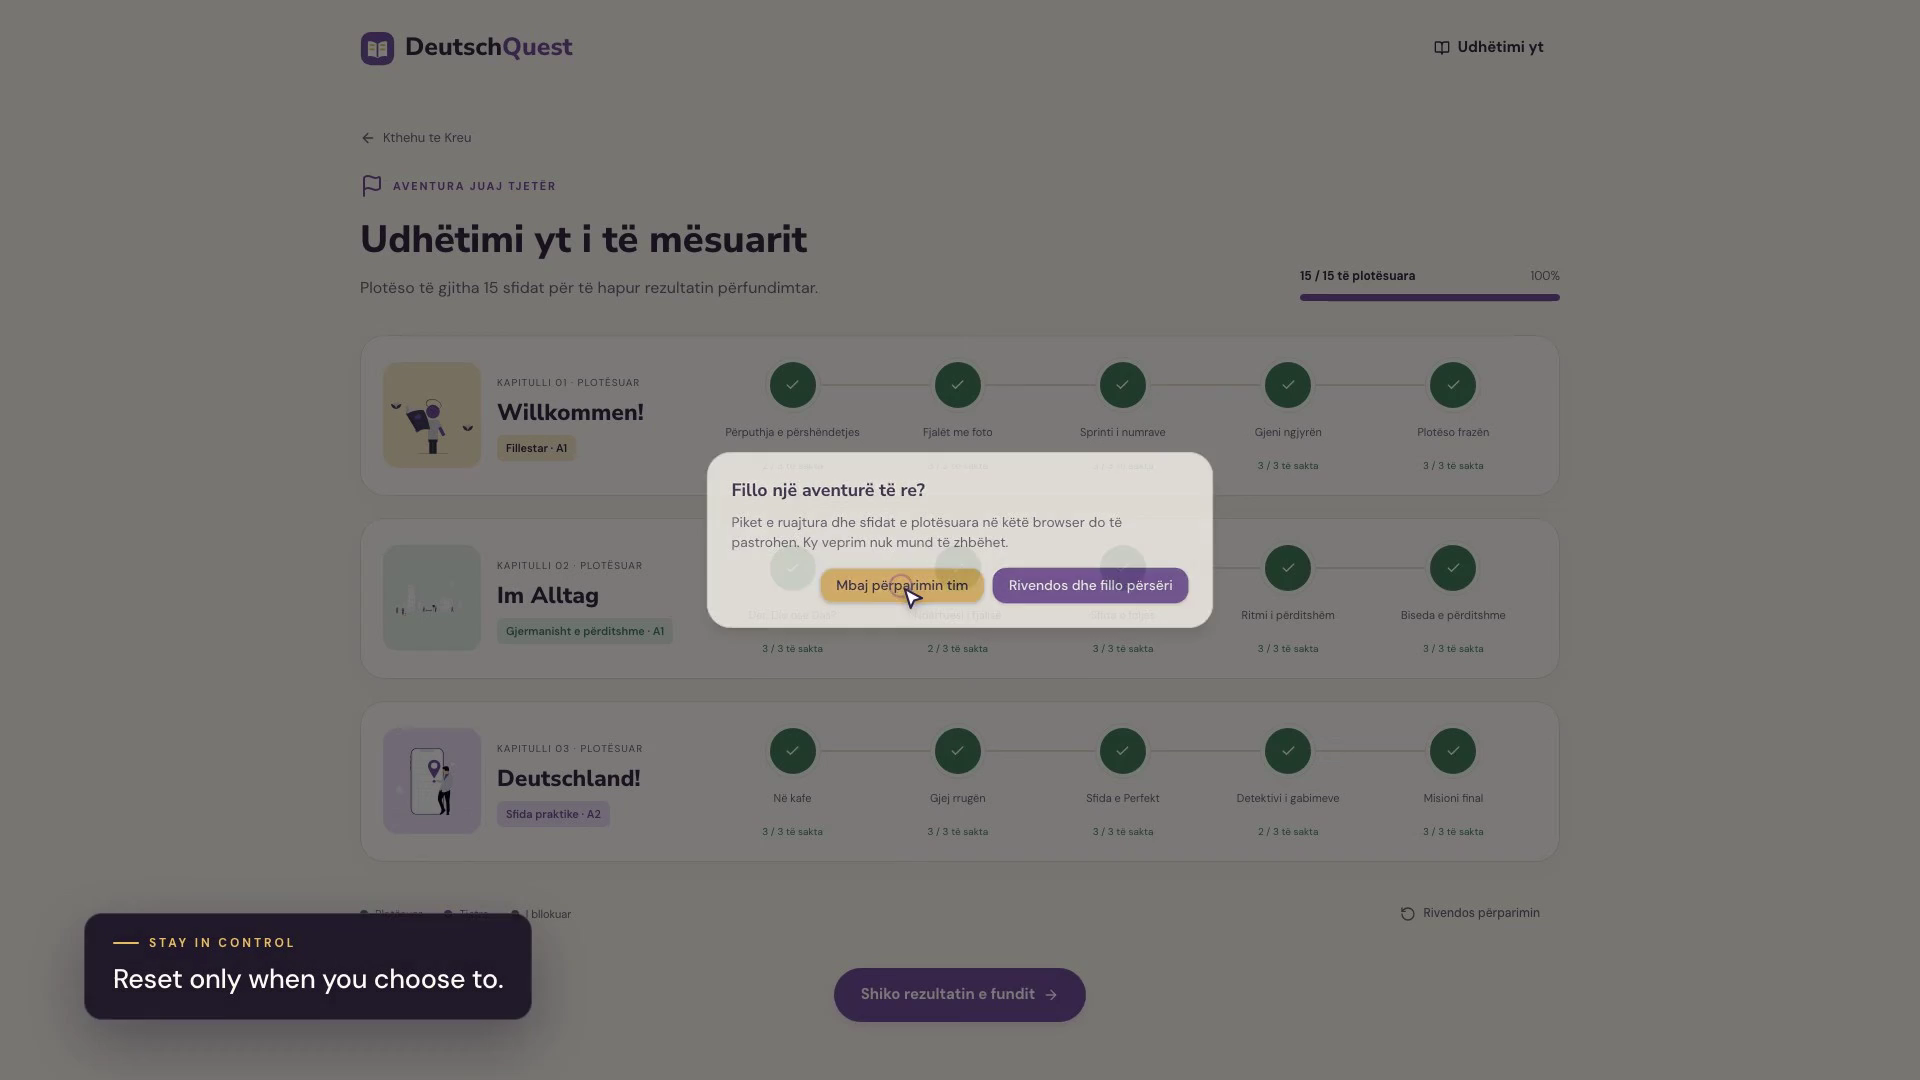 DeutschQuest
Udhëtimi yt
Kthehu te Kreu
AVENTURA JUAJ TJETËR
Udhëtimi yt i të mësuarit
Plotëso të gjitha 15 sfidat për të hapur rezultatin përfundimtar.
15 / 15 të plotësuara 100%
KAPITULLI 01 · PLOTËSUAR
Willkommen!
Fillestar · A1
Përputhja e përshëndetjes
Fjalët me foto
Sprinti i numrave
Gjeni ngjyrën
Plotëso frazën
3 / 3 të sakta
3 / 3 të sakta
Fillo një aventurë të re?
Piket e ruajtura dhe sfidat e plotësuara në këtë browser do të
pastrohen. Ky veprim nuk mund të zhbëhet.
Mbaj përparimin tim
Rivendos dhe fillo përsëri
KAPITULLI 02 · PLOTËSUAR
Im Alltag
Gjermanisht e përditshme · A1
Ritmi i përditshëm
Biseda e përditshme
3 / 3 të sakta
2 / 3 të sakta
3 / 3 të sakta
3 / 3 të sakta
3 / 3 të sakta
KAPITULLI 03 · PLOTËSUAR
Deutschland!
Sfida praktike · A2
Në kafe
Gjej rrugën
Sfida e Perfekt
Detektivi i gabimeve
Misioni final
3 / 3 të sakta
3 / 3 të sakta
3 / 3 të sakta
2 / 3 të sakta
3 / 3 të sakta
I bllokuar
Rivendos përparimin
STAY IN CONTROL
Reset only when you choose to.
Shiko rezultatin e fundit